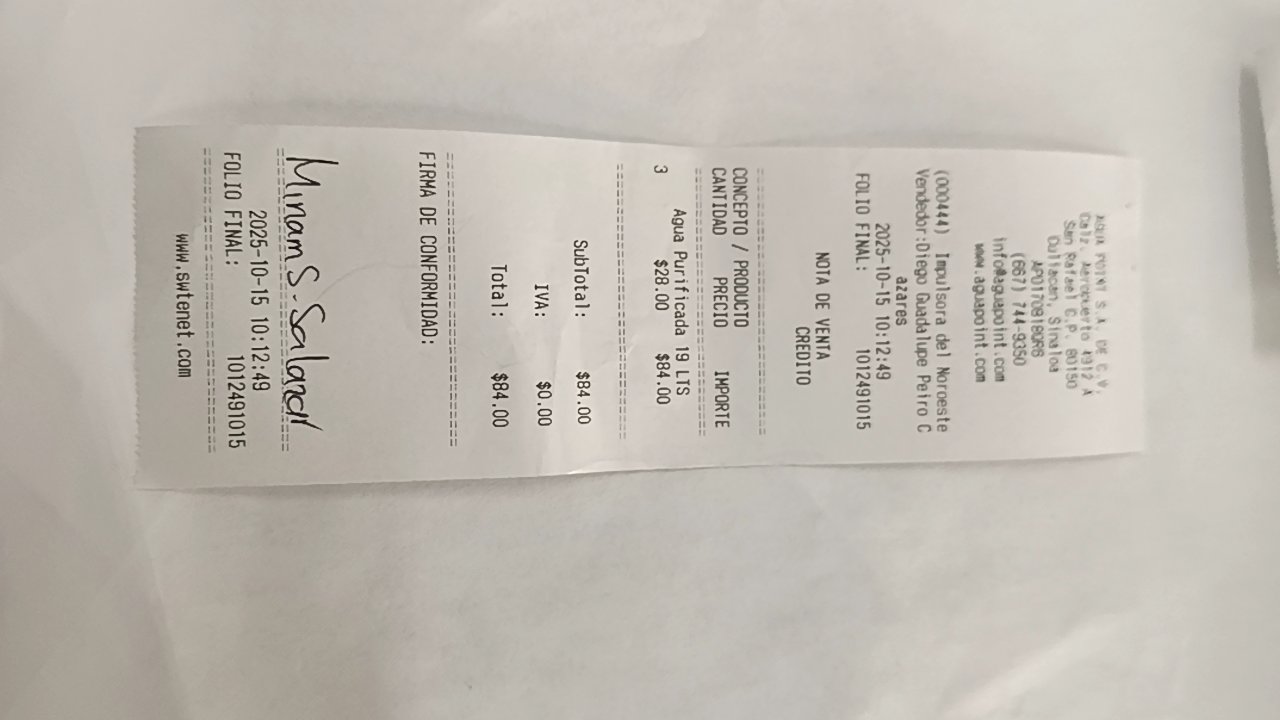 AGUA POINT S.A. DE C.V.
Calz. Aeropuerto 4912 A
San Rafael C.P. 80150
Culiacan, Sinaloa
APO170818QR6
(667) 744-9350
info@aguapoint.com
www.aguapoint.com
(000444) Impulsora del Noroeste
Vendedor:Diego Guadalupe Peiro C
azares
2025-10-15 10:12:49
FOLIO FINAL: 1012491015
NOTA DE VENTA
CREDITO
CONCEPTO / PRODUCTO
CANTIDAD PRECIO IMPORTE
Agua Purificada 19 LTS
3 $28.00 $84.00
SubTotal: $84.00
IVA: $0.00
Total: $84.00
FIRMA DE CONFORMIDAD:
Miriam S. Salazar
2025-10-15 10:12:49
FOLIO FINAL: 1012491015
www.swtenet.com